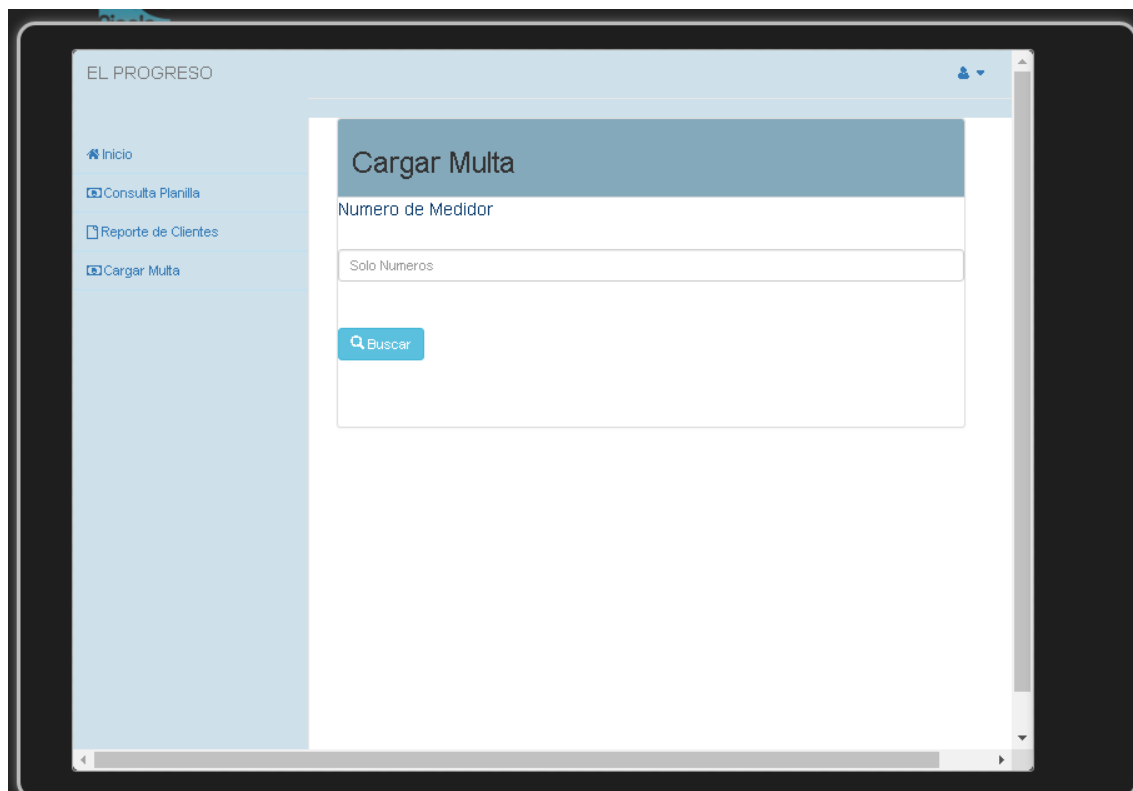 EL PROGRESO
Inicio
Consulta Planilla
Reporte de Clientes
Cargar Multa
Cargar Multa
Numero de Medidor
Solo Numeros
Buscar